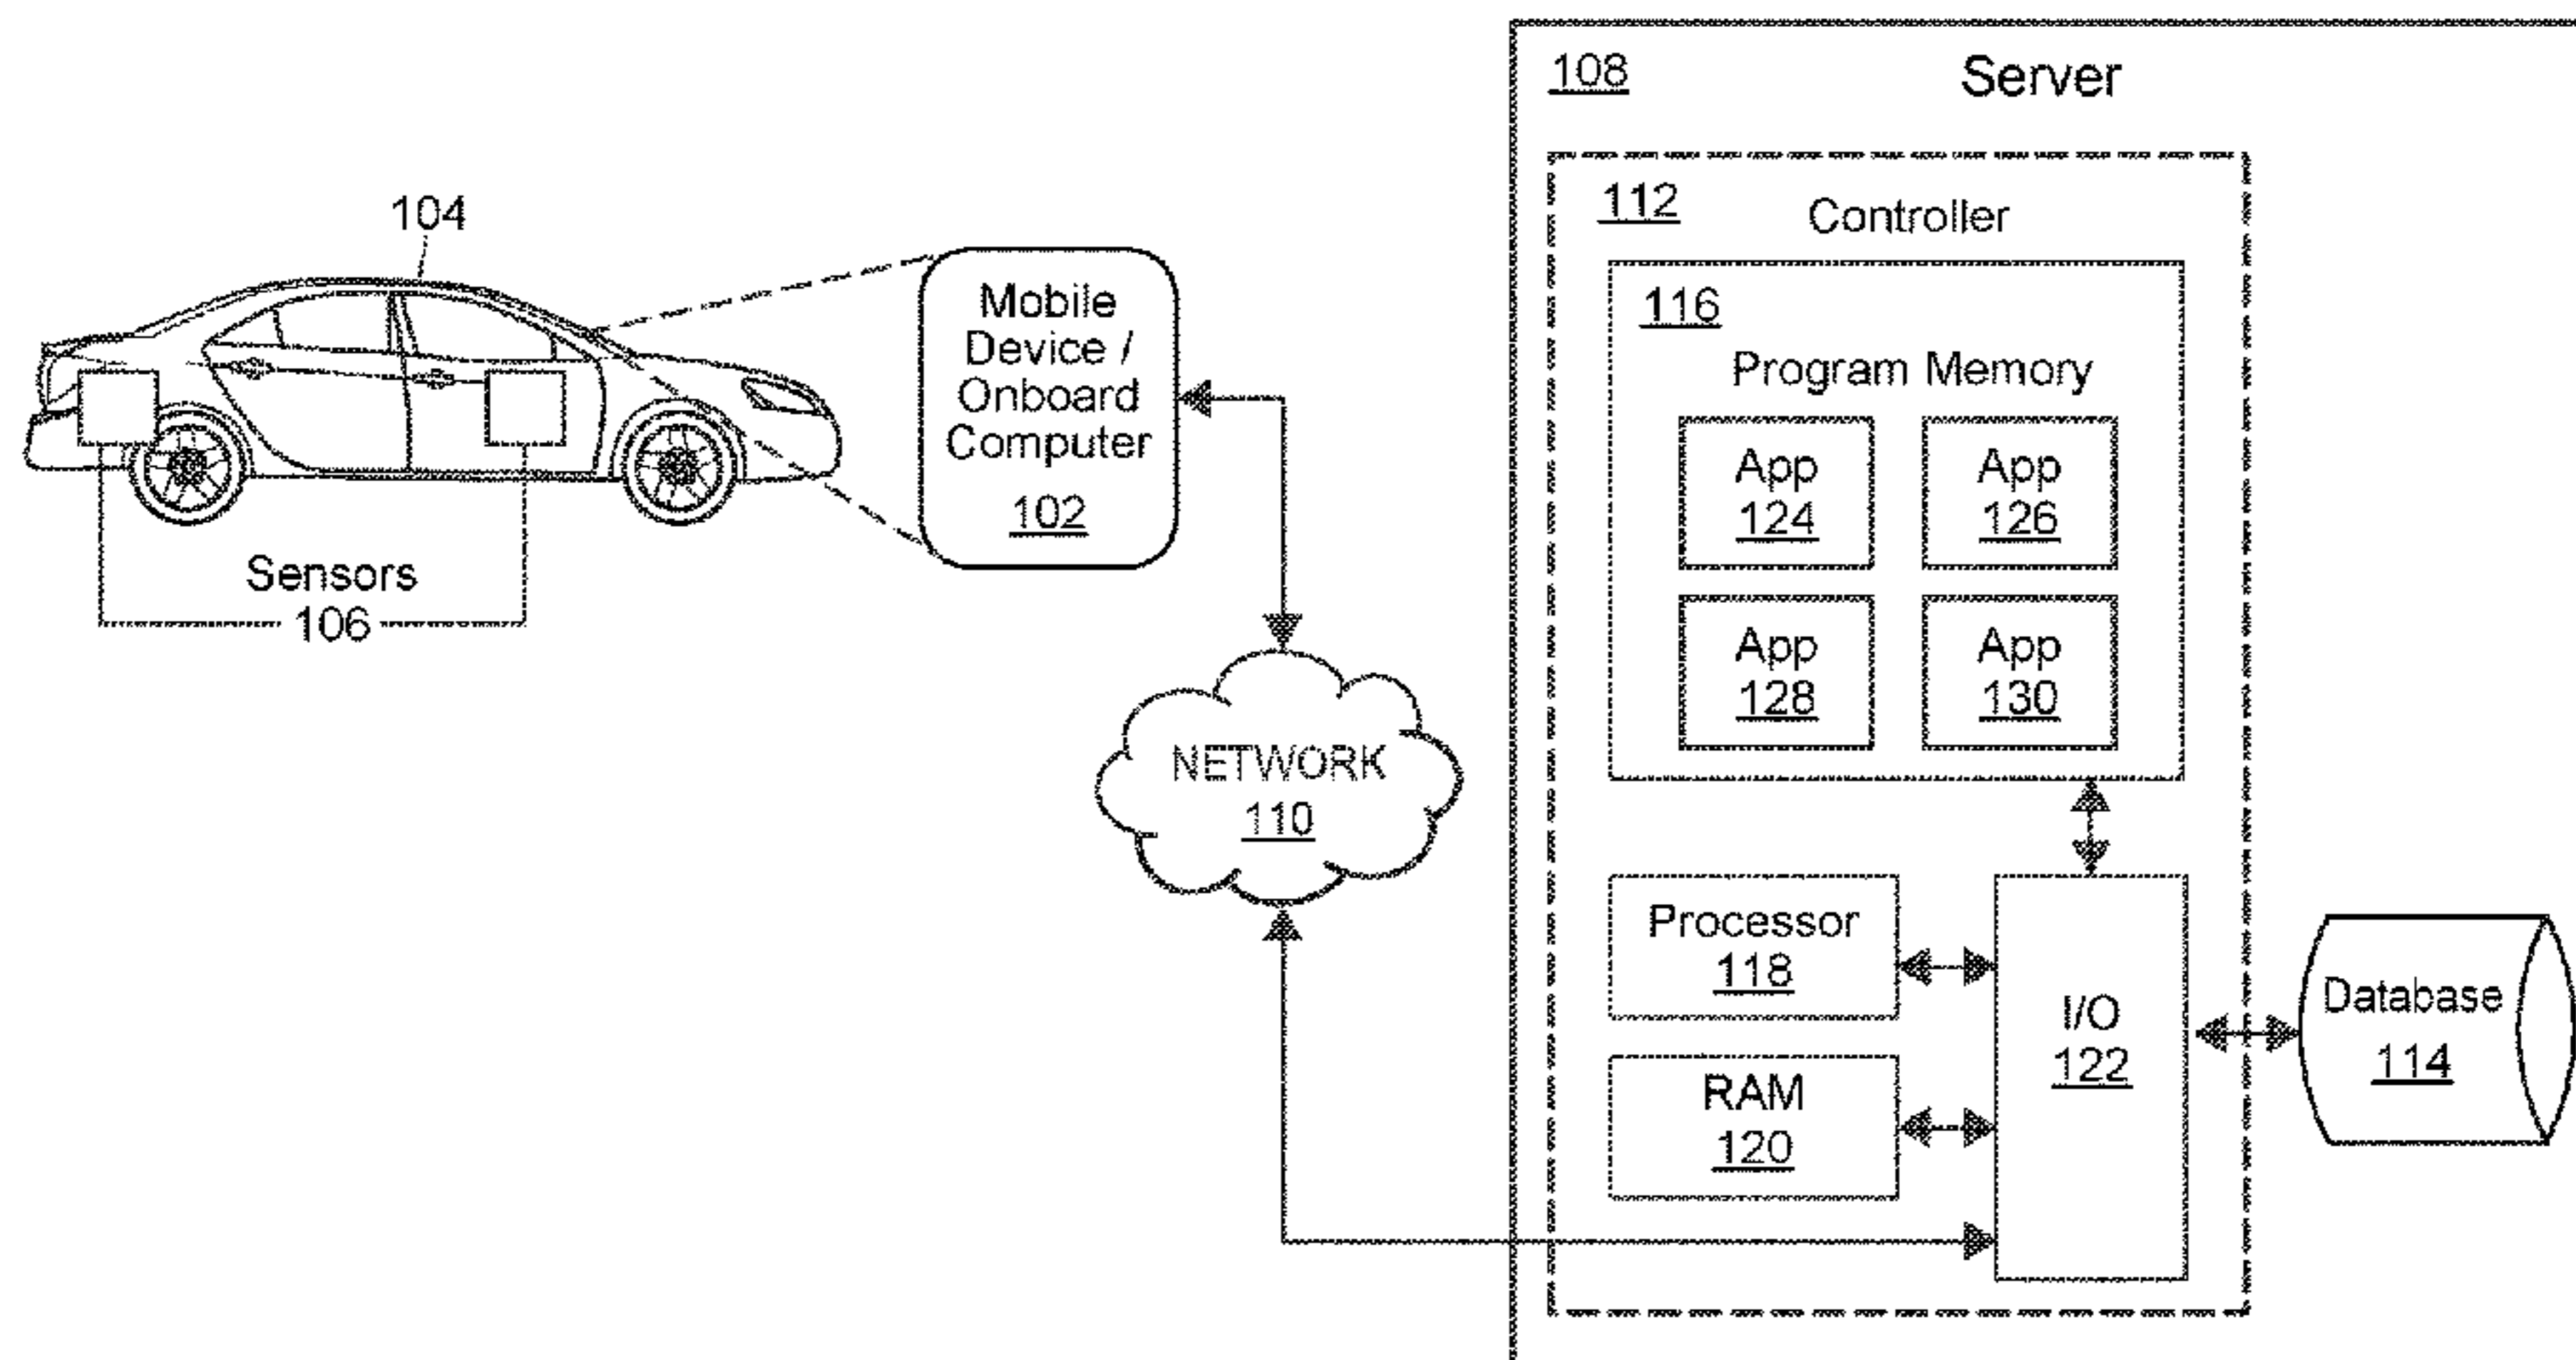 104
Sensors
106
Mobile
Device /
Onboard
Computer
102
NETWORK
110
108
Server
112
Controller
116
Program Memory
App
124
App
126
App
128
App
130
Processor
118
RAM
120
I/O
122
Database
114